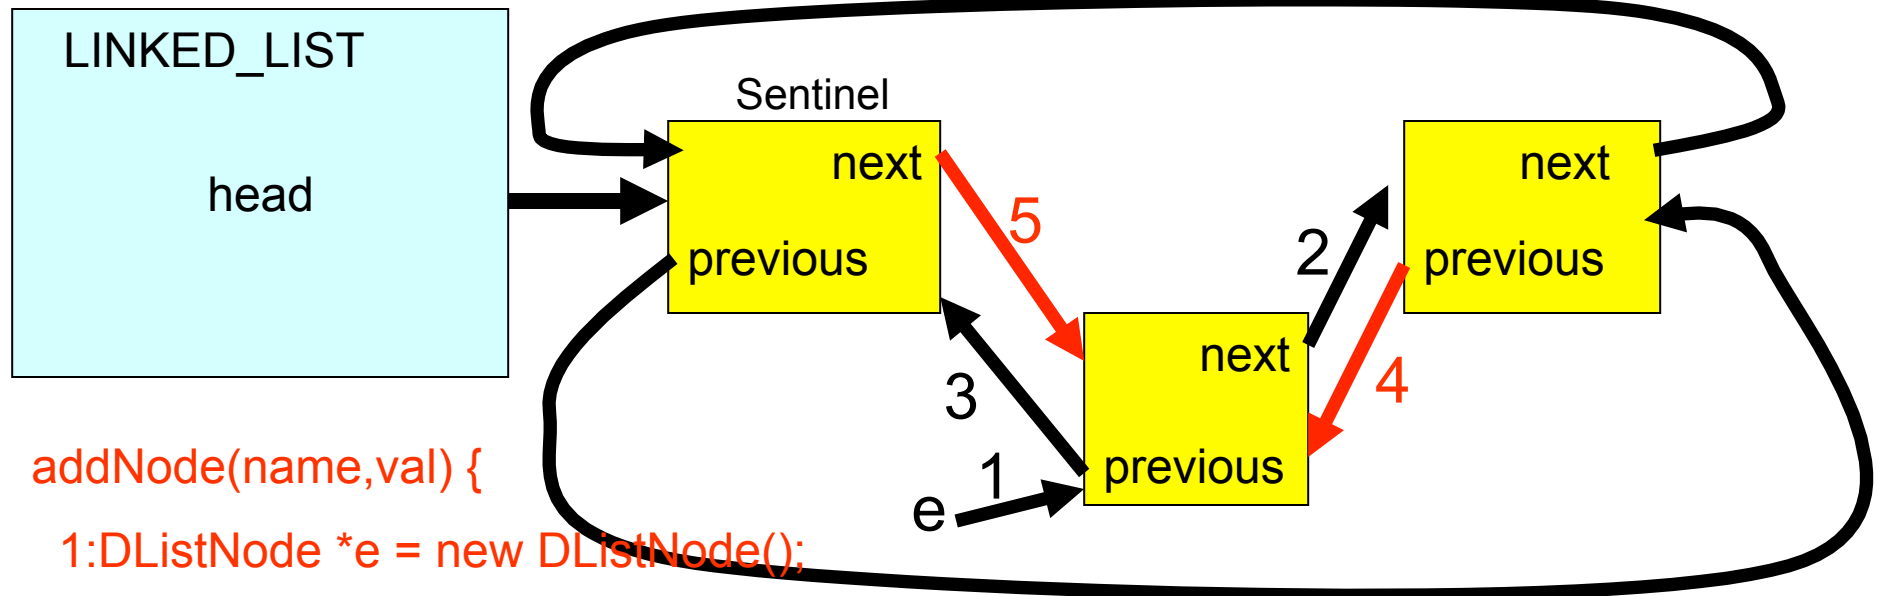 LINKED_LIST
head
Sentinel
next
previous
next
previous
next
previous
5
2
4
3
1
e
addNode(name,val) {
1:DListNode *e = new DListNode();